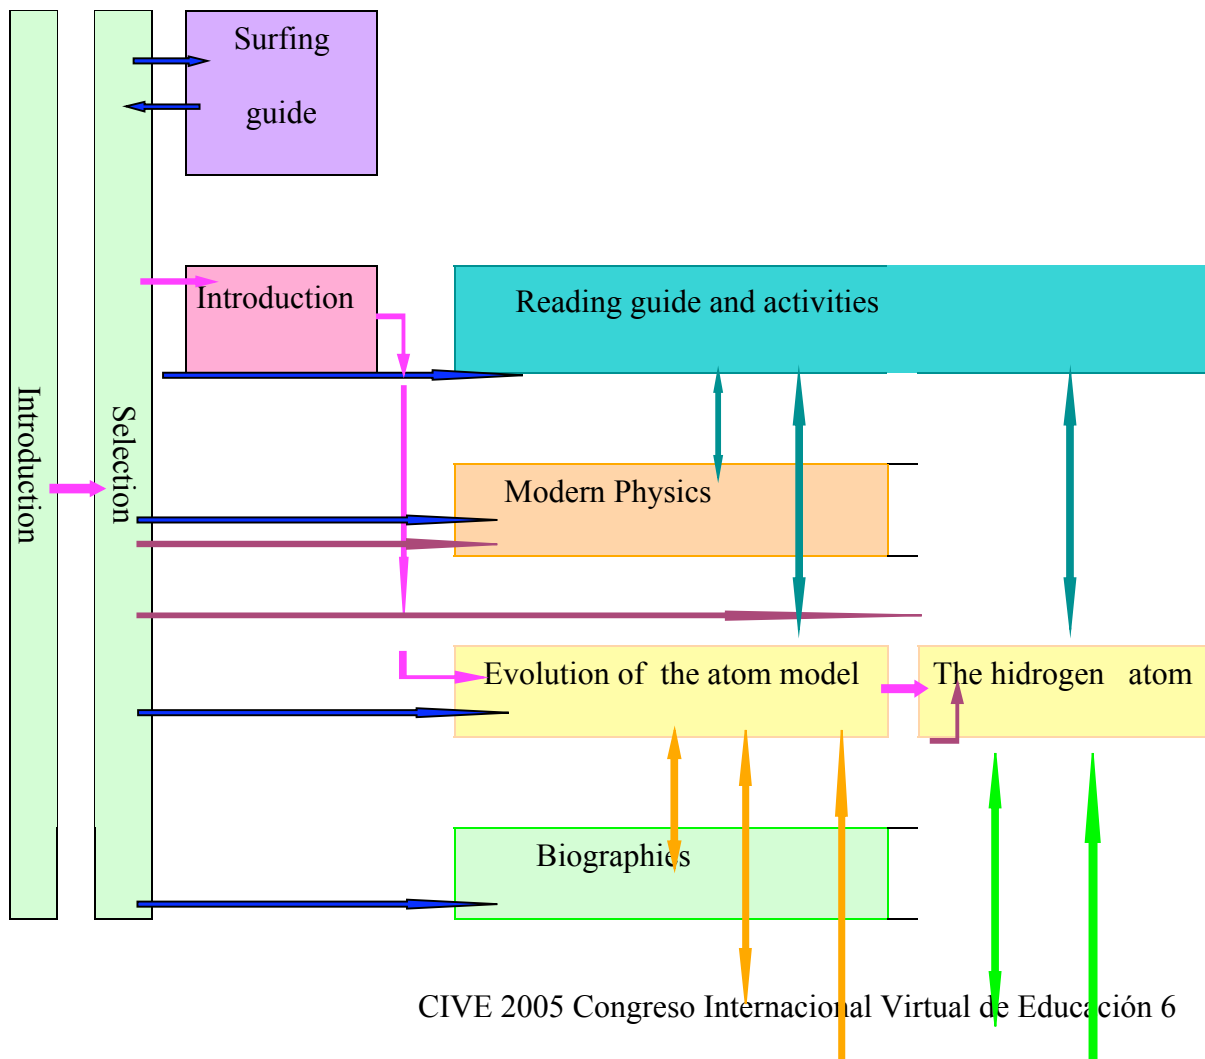 Surfing
guide
Introduction
Reading guide and activities
Introduction
Selection
Modern Physics
Evolution of the atom model
The hidrogen atom
Biographies
CIVE 2005 Congreso Internacional Virtual de Educación 6